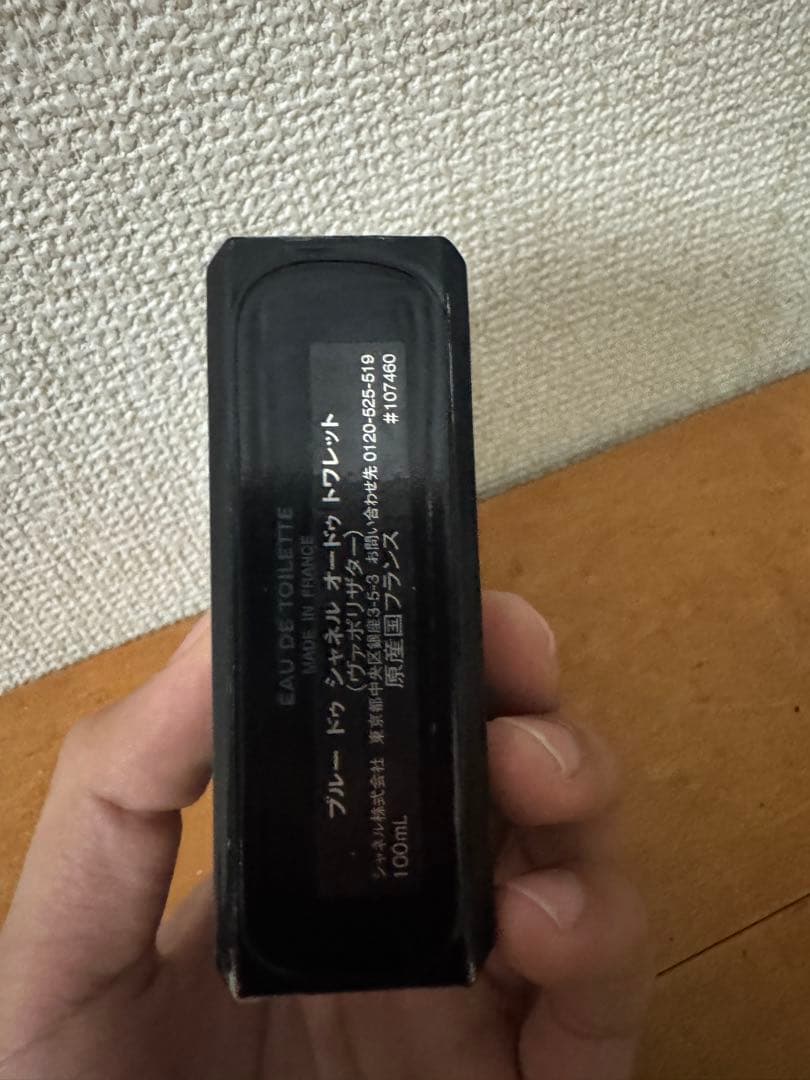 EAU DE TOILETTE
MADE IN FRANCE
ブルー ドゥ シャネル オードゥ トワレット
(ヴァポリザター)
シャネル株式会社 東京都中央区銀座3-5-3 お問い合わせ先 0120-525-519
100mL 原産国フランス #107460